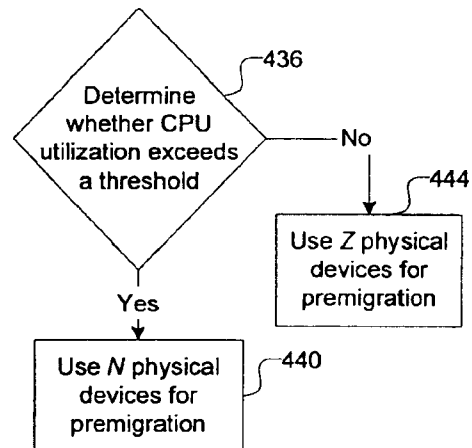 436
Determine
whether CPU
utilization exceeds
a threshold
No
444
Use Z physical
devices for
premigration
Yes
Use N physical
devices for
premigration
440